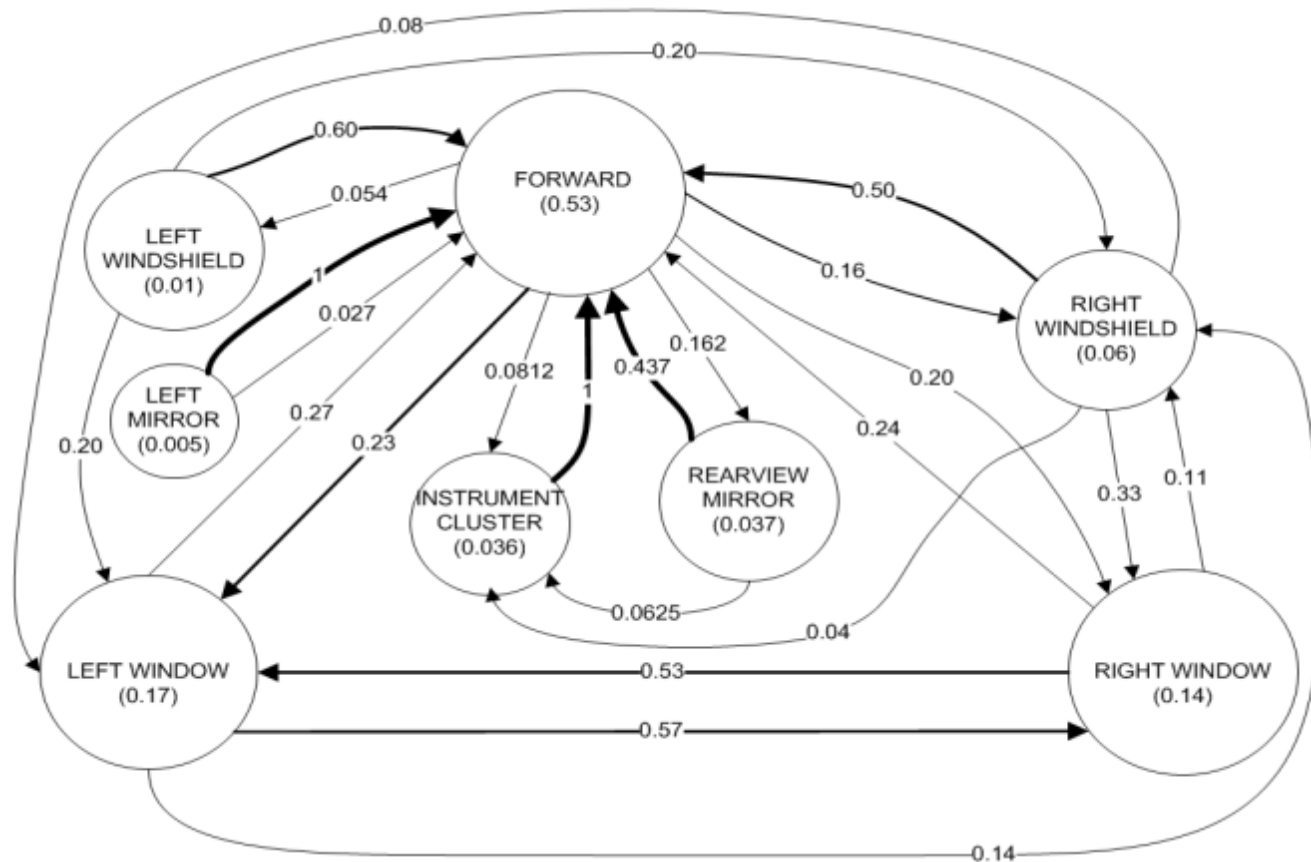 0.08
0.20
0.60
FORWARD
(0.53)
0.054
0.50
LEFT
WINDSHIELD
(0.01)
0.16
RIGHT
WINDSHIELD
(0.06)
1
0.027
0.162
0.0812
0.437
1
0.20
LEFT
MIRROR
(0.005)
0.27
0.24
0.20
0.23
INSTRUMENT
CLUSTER
(0.036)
REARVIEW
MIRROR
(0.037)
0.33
0.11
0.0625
0.04
LEFT WINDOW
(0.17)
0.53
RIGHT WINDOW
(0.14)
0.57
0.14